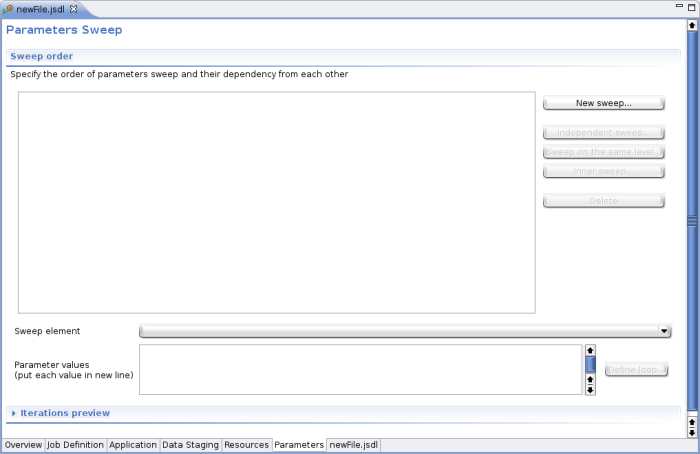 newFile.jsdl
Parameters Sweep
Sweep order
Specify the order of parameters sweep and their dependency from each other
New sweep...
Independent sweep...
Sweep on the same level...
Inner sweep...
Delete
Sweep element
Parameter values
(put each value in new line)
Define loop...
Iterations preview
Overview Job Definition Application Data Staging Resources Parameters newFile.jsdl